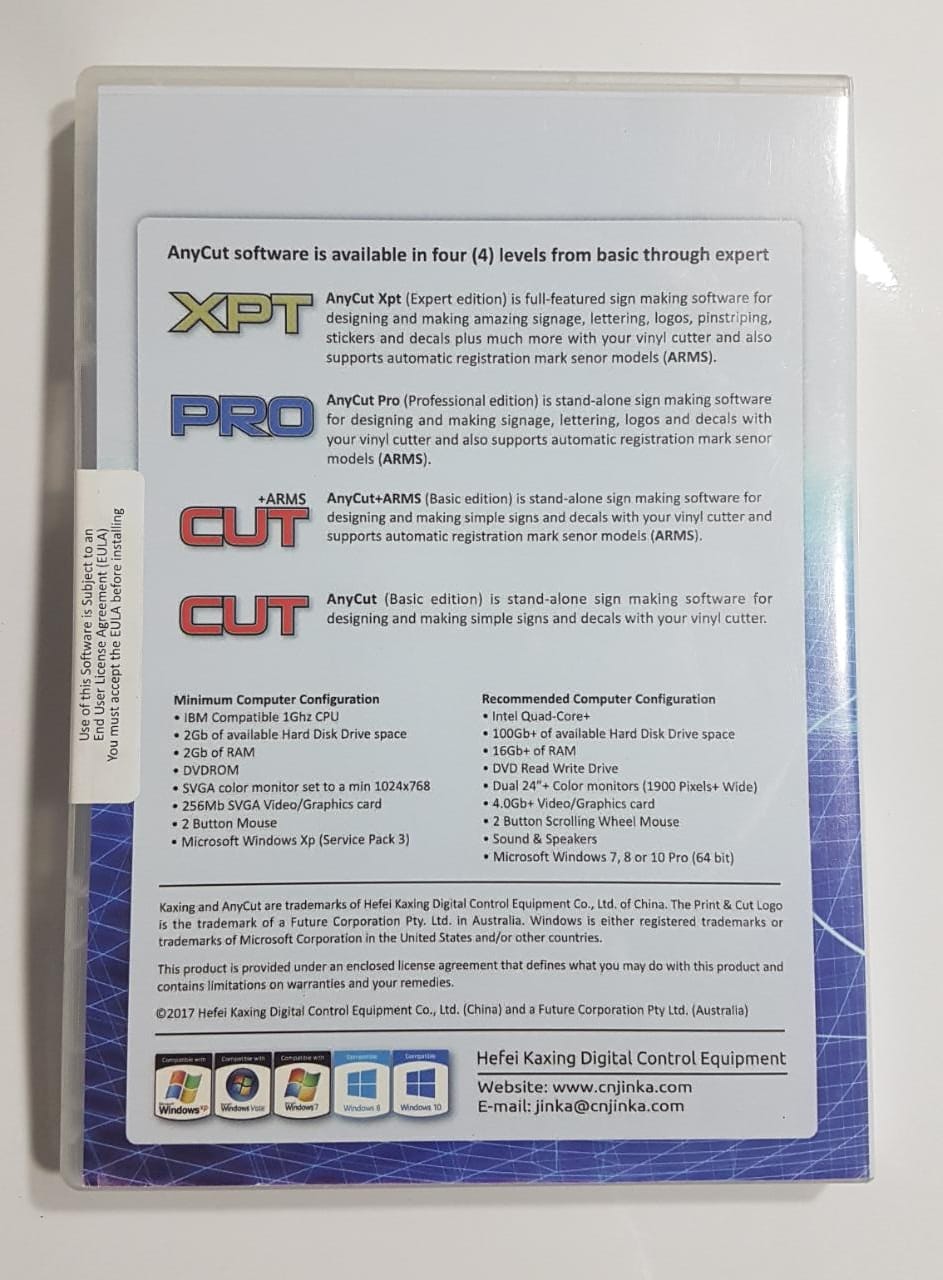 AnyCut software is available in four (4) levels from basic through expert
XPT
AnyCut Xpt (Expert edition) is full-featured sign making software for
designing and making amazing signage, lettering, logos, pinstriping,
stickers and decals plus much more with your vinyl cutter and also
supports automatic registration mark senor models (ARMS).
PRO
AnyCut Pro (Professional edition) is stand-alone sign making software
for designing and making signage, lettering, logos and decals with
your vinyl cutter and also supports automatic registration mark senor
models (ARMS).
+ARMS
CUT
AnyCut+ARMS (Basic edition) is stand-alone sign making software for
designing and making simple signs and decals with your vinyl cutter and
supports automatic registration mark senor models (ARMS).
CUT
AnyCut (Basic edition) is stand-alone sign making software for
designing and making simple signs and decals with your vinyl cutter.
Use of this Software is Subject to an
End User License Agreement (EULA)
You must accept the EULA before installing
Minimum Computer Configuration
• IBM Compatible 1Ghz CPU
• 2Gb of available Hard Disk Drive space
• 2Gb of RAM
• DVDROM
• SVGA color monitor set to a min 1024x768
• 256Mb SVGA Video/Graphics card
• 2 Button Mouse
• Microsoft Windows Xp (Service Pack 3)
Recommended Computer Configuration
• Intel Quad-Core+
• 100Gb+ of available Hard Disk Drive space
• 16Gb+ of RAM
• DVD Read Write Drive
• Dual 24"+ Color monitors (1900 Pixels+ Wide)
• 4.0Gb+ Video/Graphics card
• 2 Button Scrolling Wheel Mouse
• Sound & Speakers
• Microsoft Windows 7, 8 or 10 Pro (64 bit)
Kaxing and AnyCut are trademarks of Hefei Kaxing Digital Control Equipment Co., Ltd. of China. The Print & Cut Logo
is the trademark of a Future Corporation Pty. Ltd. in Australia. Windows is either registered trademarks or
trademarks of Microsoft Corporation in the United States and/or other countries.
This product is provided under an enclosed license agreement that defines what you may do with this product and
contains limitations on warranties and your remedies.
©2017 Hefei Kaxing Digital Control Equipment Co., Ltd. (China) and a Future Corporation Pty Ltd. (Australia)
Compatible with
Microsoft
Windows xp
Compatible with
Windows Vista
Compatible with
Windows 7
Compatible
Windows 8
Compatible
Windows 10
Hefei Kaxing Digital Control Equipment
Website: www.cnjinka.com
E-mail: jinka@cnjinka.com